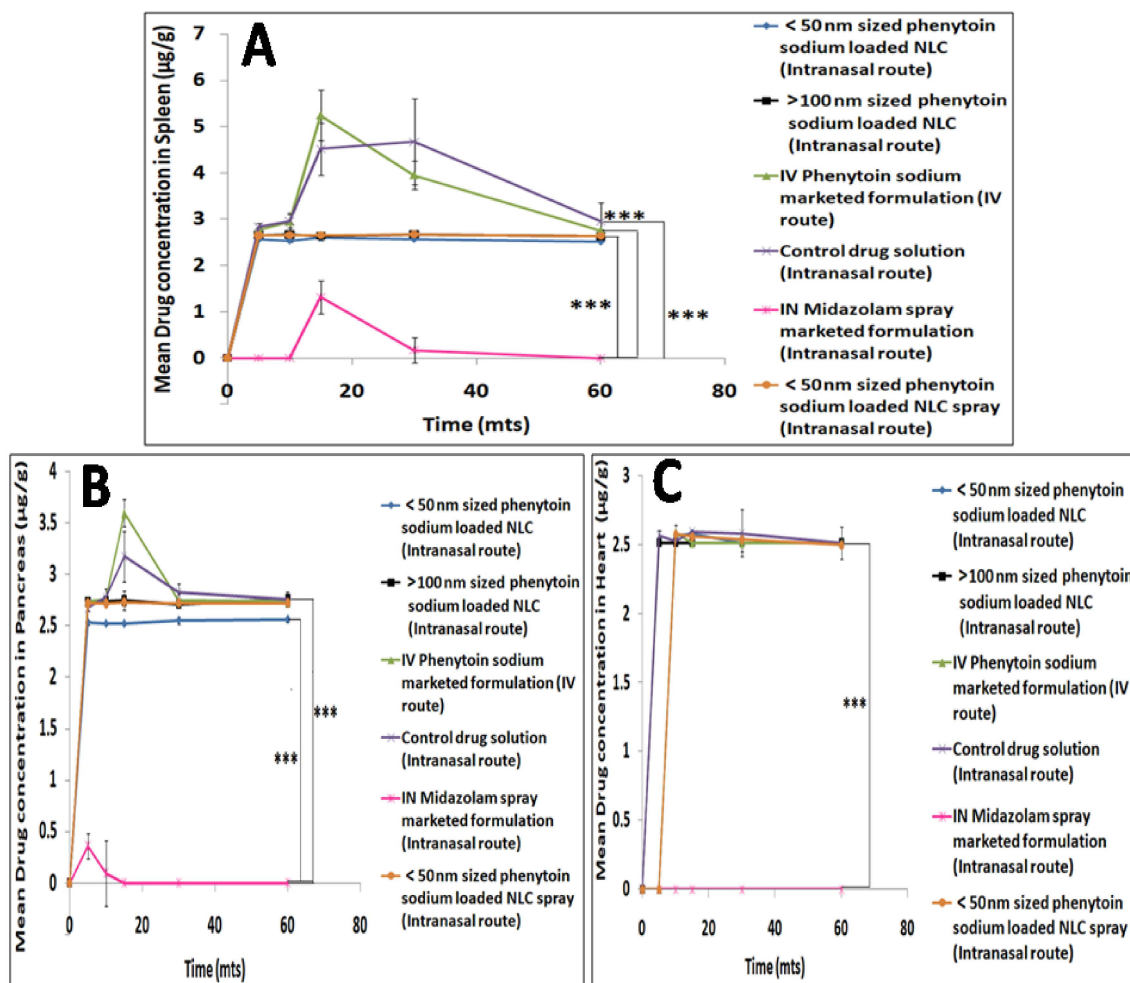 A
Mean Drug concentration in Spleen (µg/g)
7
6
5
4
3
2
1
0
0
20
40
60
80
Time (mts)
***
***
***
< 50 nm sized phenytoin
sodium loaded NLC
(Intranasal route)
>100 nm sized phenytoin
sodium loaded NLC
(Intranasal route)
IV Phenytoin sodium
marketed formulation (IV
route)
Control drug solution
(Intranasal route)
IN Midazolam spray
marketed formulation
(Intranasal route)
< 50nm sized phenytoin
sodium loaded NLC spray
(Intranasal route)
B
Mean Drug concentration in Pancreas (µg/g)
4
3.5
3
2.5
2
1.5
1
0.5
0
0
20
40
60
80
Time (mts)
***
***
< 50 nm sized phenytoin
sodium loaded NLC
(Intranasal route)
>100 nm sized phenytoin
sodium loaded NLC
(Intranasal route)
IV Phenytoin sodium
marketed formulation (IV
route)
Control drug solution
(Intranasal route)
IN Midazolam spray
marketed formulation
(Intranasal route)
< 50nm sized phenytoin
sodium loaded NLC spray
(Intranasal route)
C
Mean Drug concentration in Heart (µg/g)
3
2.5
2
1.5
1
0.5
0
0
20
40
60
80
Time (mts)
***
< 50 nm sized phenytoin
sodium loaded NLC
(Intranasal route)
>100 nm sized phenytoin
sodium loaded NLC
(Intranasal route)
IV Phenytoin sodium
marketed formulation (IV
route)
Control drug solution
(Intranasal route)
IN Midazolam spray
marketed formulation
(Intranasal route)
< 50nm sized phenytoin
sodium loaded NLC spray
(Intranasal route)